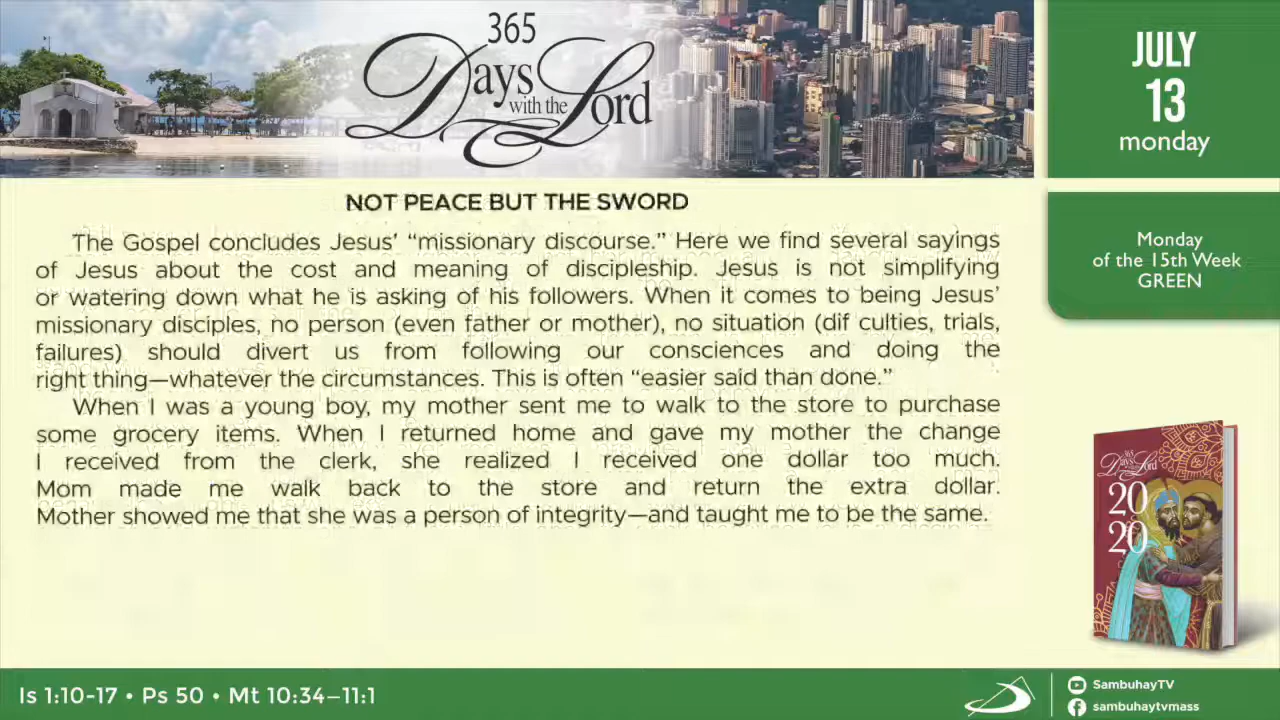 365
Days with the Lord
JULY
13
monday
Monday
of the 15th Week
GREEN
NOT PEACE BUT THE SWORD
The Gospel concludes Jesus’ “missionary discourse.” Here we find several sayings
of Jesus about the cost and meaning of discipleship. Jesus is not simplifying
or watering down what he is asking of his followers. When it comes to being Jesus’
missionary disciples, no person (even father or mother), no situation (dif culties, trials,
failures) should divert us from following our consciences and doing the
right thing—whatever the circumstances. This is often “easier said than done.”
When I was a young boy, my mother sent me to walk to the store to purchase
some grocery items. When I returned home and gave my mother the change
I received from the clerk, she realized I received one dollar too much.
Mom made me walk back to the store and return the extra dollar.
Mother showed me that she was a person of integrity—and taught me to be the same.
365
Days with the Lord
20
20
Is 1:10-17 • Ps 50 • Mt 10:34–11:1
SambuhayTV
sambuhaytvmass